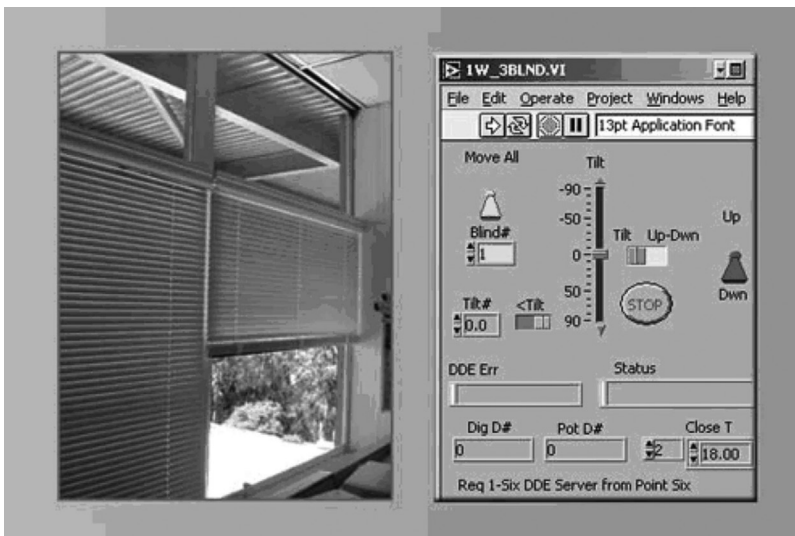 1W_3BLND.VI
File Edit Operate Project Windows Help
13pt Application Font
Move All
Tilt
-90
-50
0
50
90
Blind#
1
Tilt Up-Dwn
Up
Dwn
STOP
Tilt#
0.0
<Tilt
DDE Err
Status
Dig D#
0
Pot D#
0
2
Close T
18.00
Req 1-Six DDE Server from Point Six